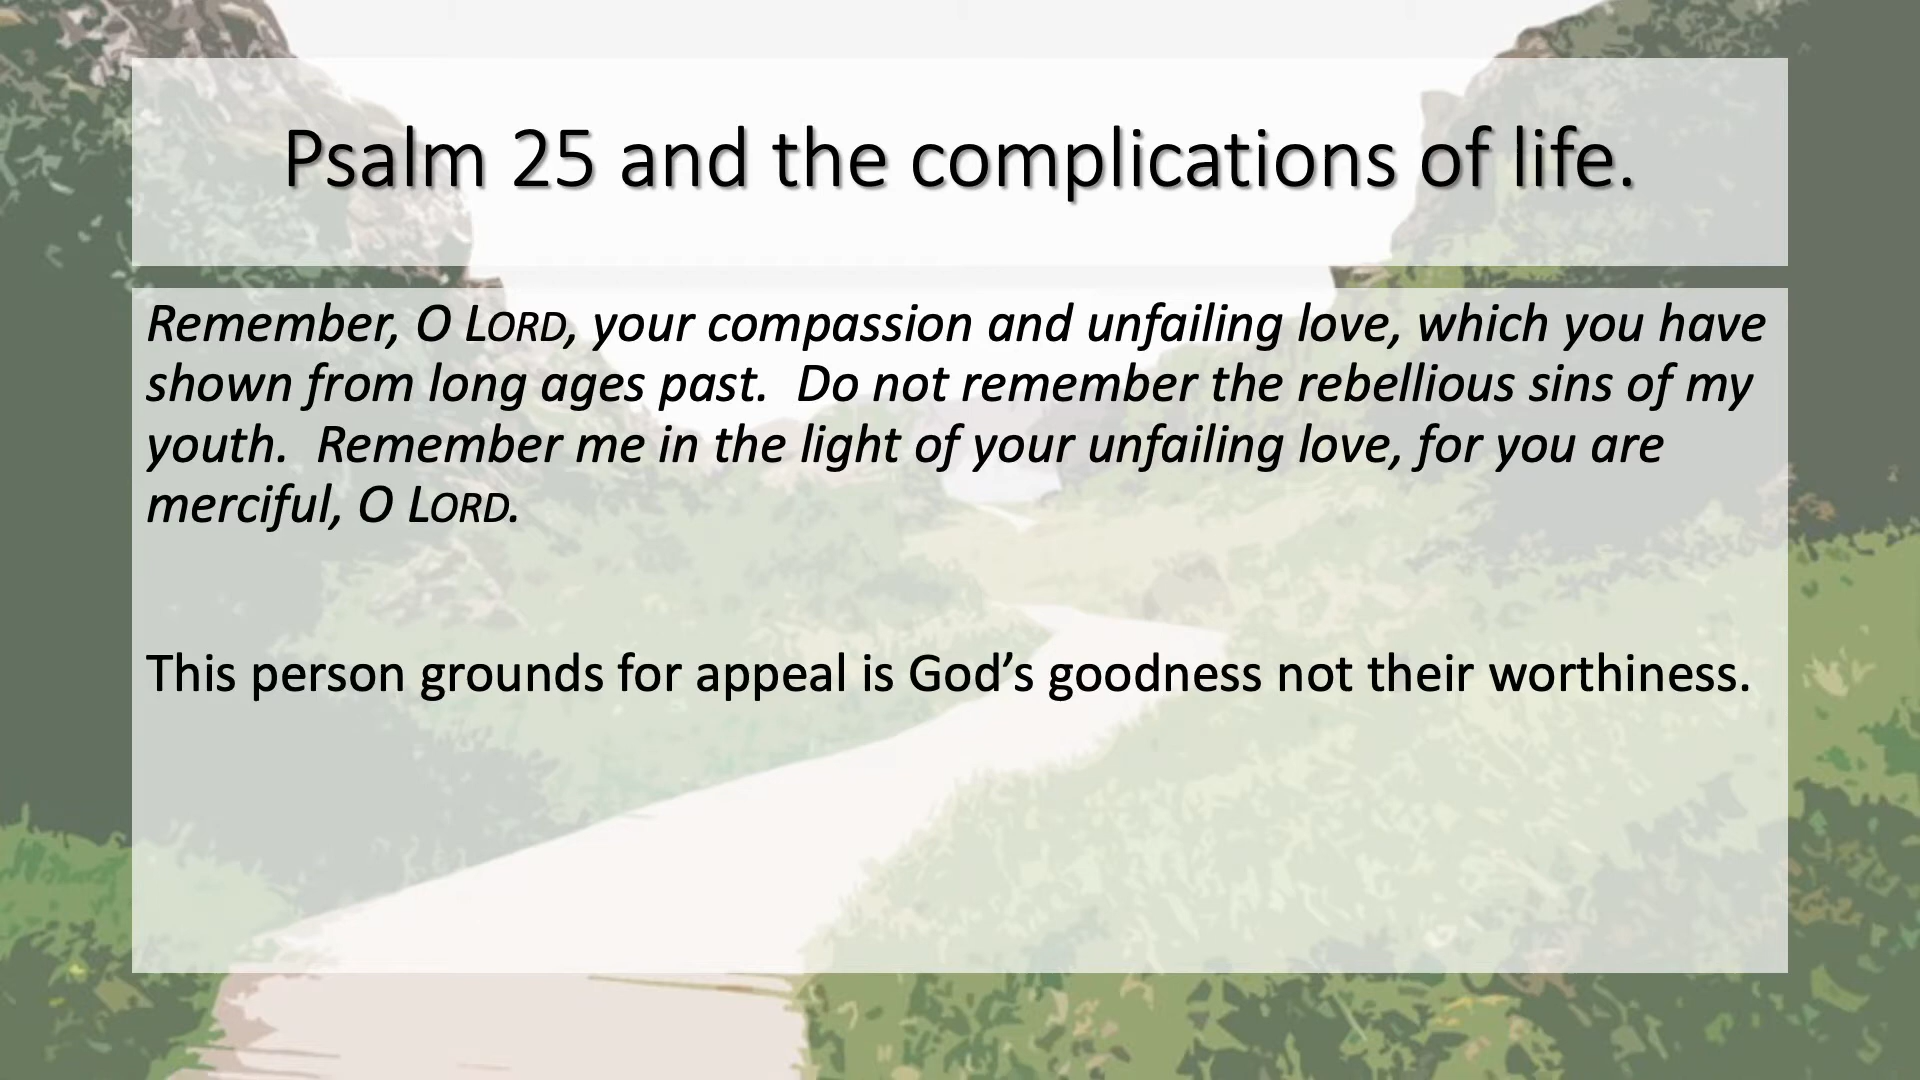 Psalm 25 and the complications of life.
Remember, O LORD, your compassion and unfailing love, which you have
shown from long ages past.  Do not remember the rebellious sins of my
youth.  Remember me in the light of your unfailing love, for you are
merciful, O LORD.
This person grounds for appeal is God’s goodness not their worthiness.